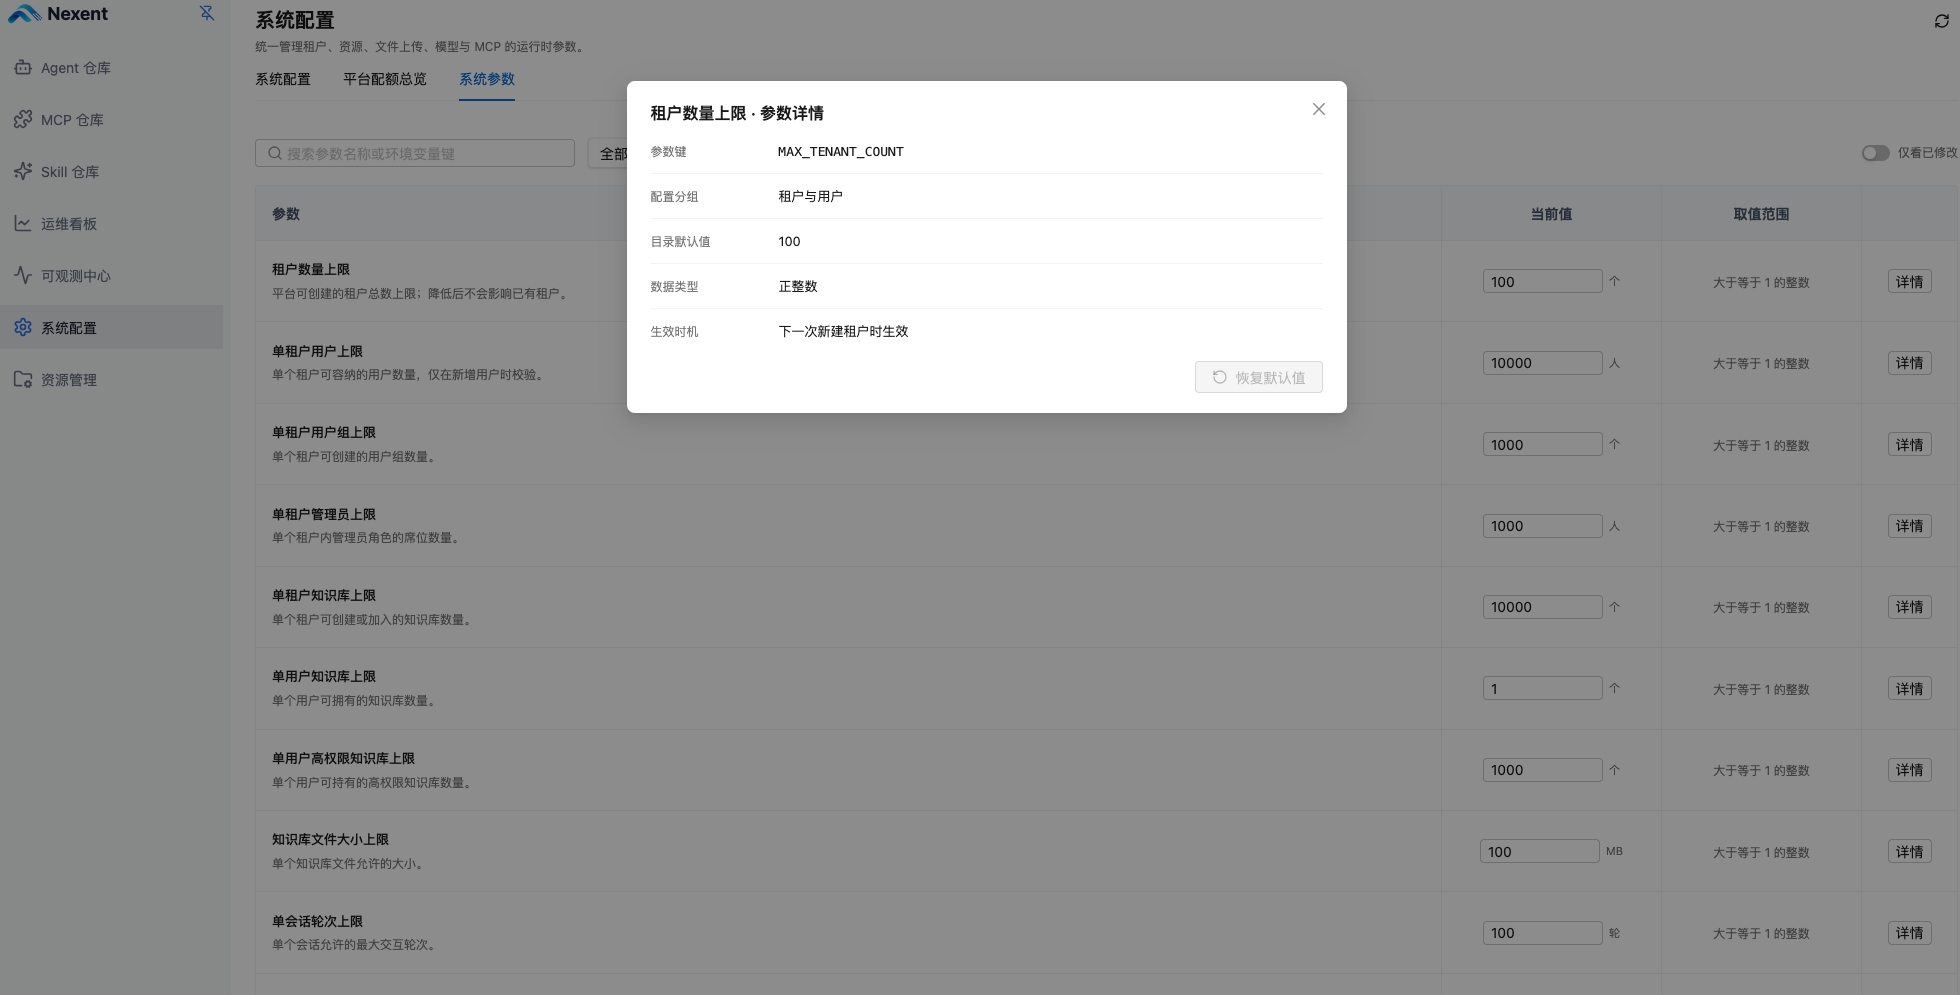 Nexent
Agent 仓库
MCP 仓库
Skill 仓库
运维看板
可观测中心
系统配置
资源管理
系统配置
统一管理租户、资源、文件上传、模型与 MCP 的运行时参数。
系统配置 平台配额总览 系统参数
搜索参数名称或环境变量键 全部
仅看已修改
租户数量上限 · 参数详情
参数键 MAX_TENANT_COUNT
配置分组 租户与用户
目录默认值 100
数据类型 正整数
生效时机 下一次新建租户时生效
恢复默认值
参数 当前值 取值范围
租户数量上限
平台可创建的租户总数上限；降低后不会影响已有租户。
100 个 大于等于 1 的整数 详情
单租户用户上限
单个租户可容纳的用户数量，仅在新增用户时校验。
10000 人 大于等于 1 的整数 详情
单租户用户组上限
单个租户可创建的用户组数量。
1000 个 大于等于 1 的整数 详情
单租户管理员上限
单个租户内管理员角色的席位数量。
1000 人 大于等于 1 的整数 详情
单租户知识库上限
单个租户可创建或加入的知识库数量。
10000 个 大于等于 1 的整数 详情
单用户知识库上限
单个用户可拥有的知识库数量。
1 个 大于等于 1 的整数 详情
单用户高权限知识库上限
单个用户可持有的高权限知识库数量。
1000 个 大于等于 1 的整数 详情
知识库文件大小上限
单个知识库文件允许的大小。
100 MB 大于等于 1 的整数 详情
单会话轮次上限
单个会话允许的最大交互轮次。
100 轮 大于等于 1 的整数 详情